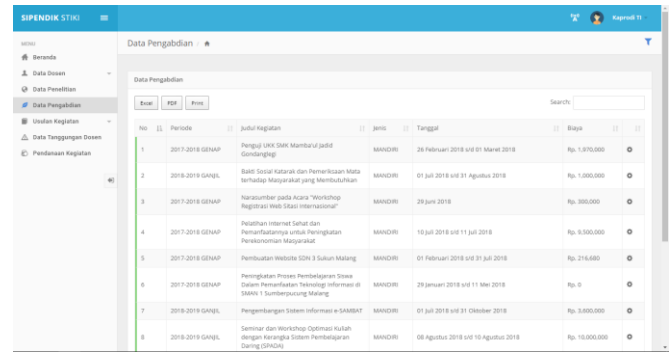 SIPENDIK STIKI
Kaprodi TI
MENU
Beranda
Data Dosen
Data Penelitian
Data Pengabdian
Usulan Kegiatan
Data Tanggungan Dosen
Pendanaan Kegiatan
Data Pengabdian
Data Pengabdian
Excel PDF Print
Search:
No Periode Judul Kegiatan Jenis Tanggal Biaya
1 2017-2018 GENAP Penguji UKK SMK Mamba'ul Jadid
Gondanglegi MANDIRI 26 Februari 2018 s/d 01 Maret 2018 Rp. 1,970,000
2 2018-2019 GANJIL Bakti Sosial Katarak dan Pemeriksaan Mata
terhadap Masyarakat yang Membutuhkan MANDIRI 01 Juli 2018 s/d 31 Agustus 2018 Rp. 1,000,000
3 2017-2018 GENAP Narasumber pada Acara "Workshop
Registrasi Web Sitasi Internasional" MANDIRI 29 Juni 2018 Rp. 300,000
4 2018-2019 GANJIL Pelatihan Internet Sehat dan
Pemanfaatannya untuk Peningkatan
Perekonomian Masyarakat MANDIRI 10 Juli 2018 s/d 11 Juli 2018 Rp. 9,500,000
5 2017-2018 GENAP Pembuatan Website SDN 3 Sukun Malang MANDIRI 01 Februari 2018 s/d 31 Juli 2018 Rp. 216,680
6 2017-2018 GENAP Peningkatan Proses Pembelajaran Siswa
Dalam Pemanfaatan Teknologi Informasi di
SMAN 1 Sumberpucung Malang MANDIRI 29 Januari 2018 s/d 11 Mei 2018 Rp. 0
7 2018-2019 GANJIL Pengembangan Sistem Informasi e-SAMBAT MANDIRI 01 Juli 2018 s/d 31 Oktober 2018 Rp. 3,600,000
8 2018-2019 GANJIL Seminar dan Workshop Optimasi Kuliah
dengan Kerangka Sistem Pembelajaran
Daring (SPADA) MANDIRI 08 Agustus 2018 s/d 10 Agustus 2018 Rp. 10,000,000